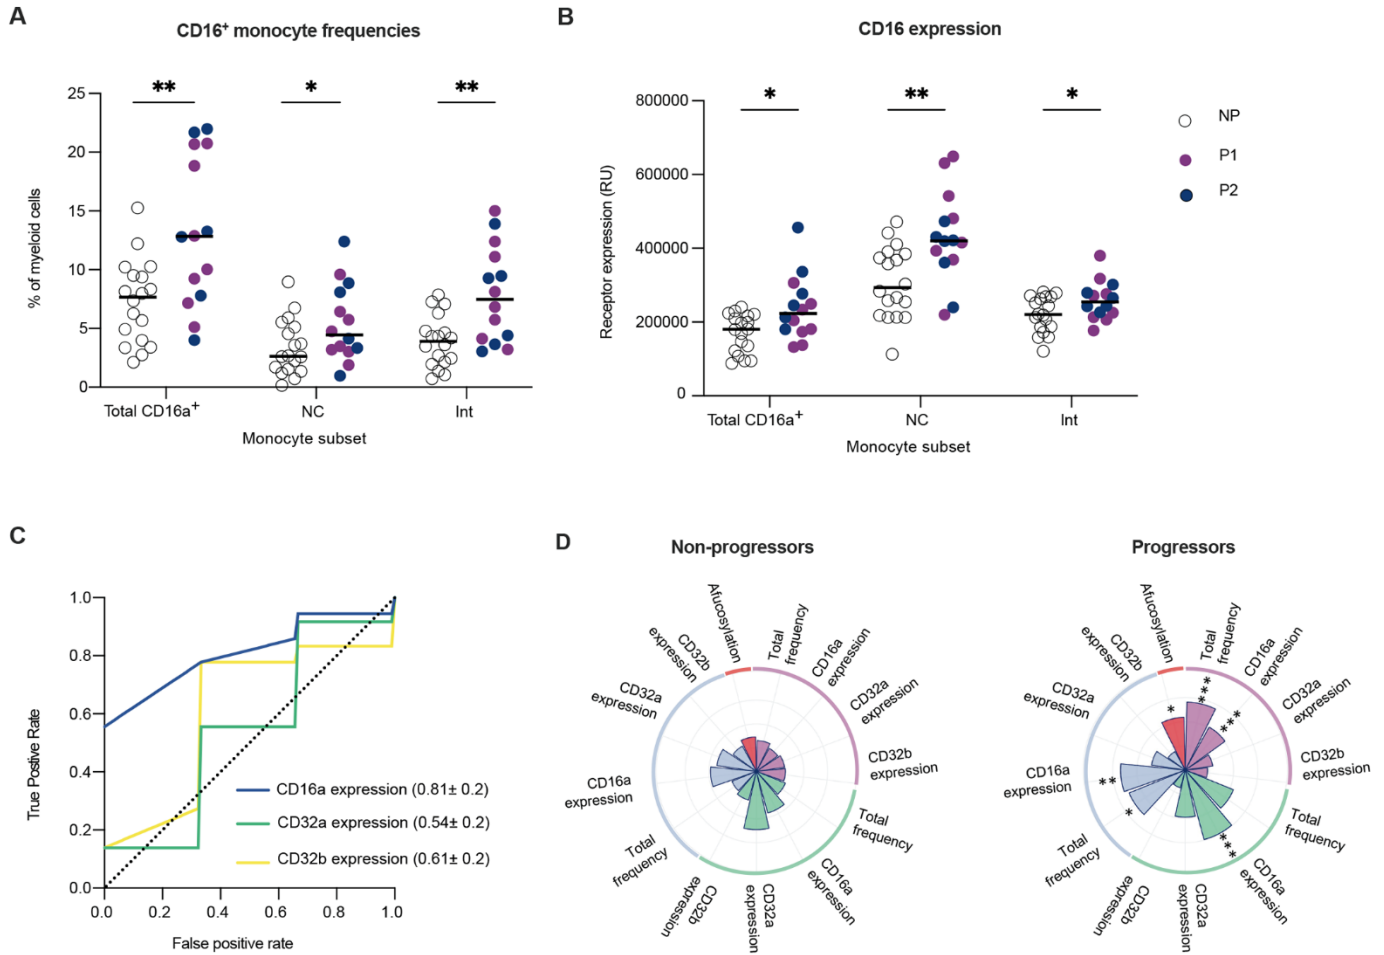 A
CD16+ monocyte frequencies
% of myeloid cells
25
20
15
10
5
0
**
*
**
Total CD16a+
NC
Int
Monocyte subset
B
CD16 expression
Receptor expression (RU)
800000
600000
400000
200000
0
*
**
*
Total CD16a+
NC
Int
Monocyte subset
NP
P1
P2
C
True Postive Rate
1.0
0.8
0.6
0.4
0.2
0.0
0.0
0.2
0.4
0.6
0.8
1.0
False positive rate
CD16a expression (0.81± 0.2)
CD32a expression (0.54± 0.2)
CD32b expression (0.61± 0.2)
D
Non-progressors
Afucosylation
Total
frequency
CD16a
expression
CD32a
expression
CD32b
expression
Total
frequency
CD16a
expression
CD32a
expression
CD32b
expression
Total
frequency
CD16a
expression
CD32a
expression
CD32b
expression
Progressors
Afucosylation
Total
frequency
CD16a
expression
CD32a
expression
CD32b
expression
Total
frequency
CD16a
expression
CD32a
expression
CD32b
expression
Total
frequency
CD16a
expression
CD32a
expression
CD32b
expression
*
***
***
***
*
**